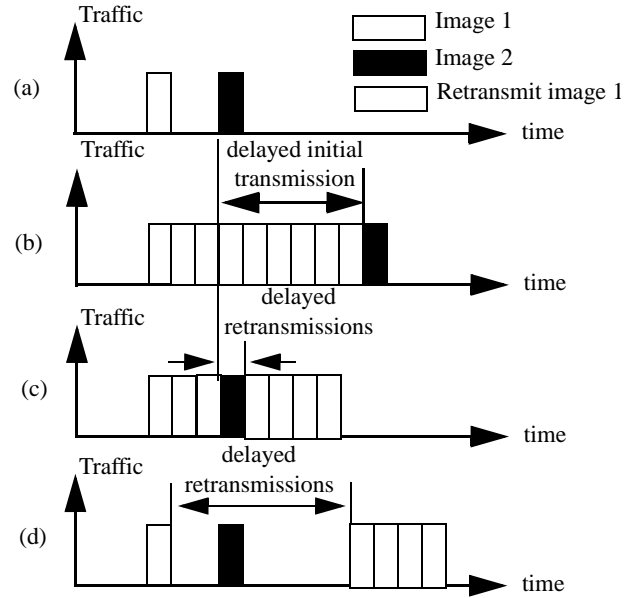 Traffic
Image 1
Image 2
Retransmit image 1
(a)
time
Traffic
delayed initial
transmission
(b)
time
delayed
retransmissions
Traffic
(c)
time
Traffic
delayed
retransmissions
(d)
time